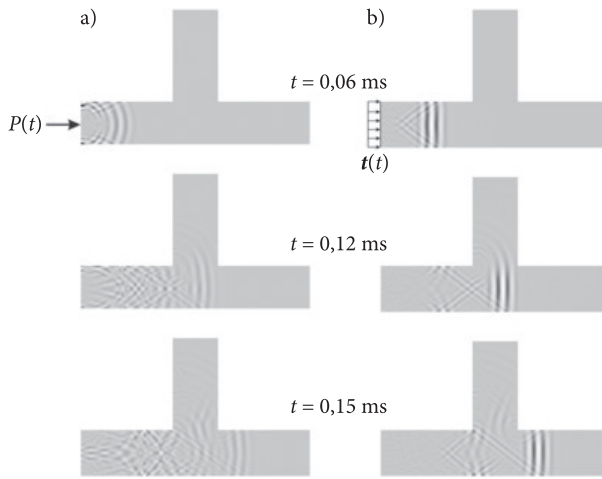 a)
b)
t = 0,06 ms
P(t)
t(t)
t = 0,12 ms
t = 0,15 ms